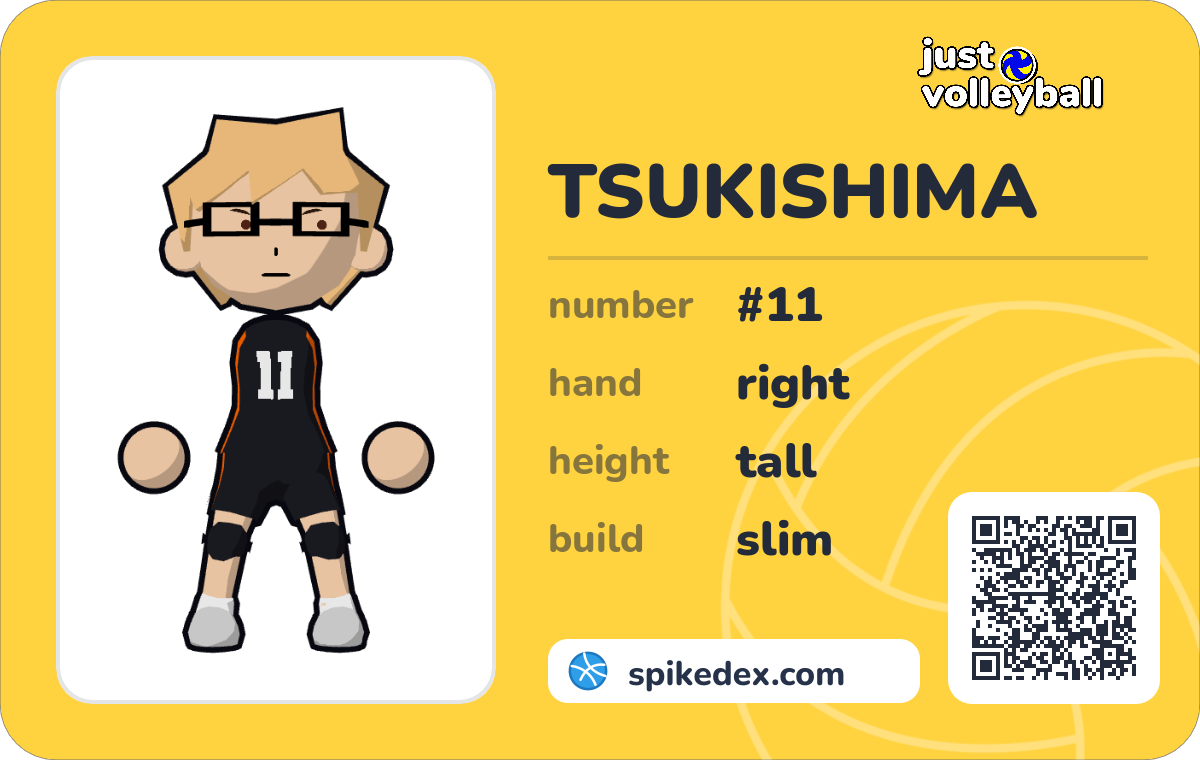 just
volleyball
TSUKISHIMA
number #11
hand right
height tall
build slim
11
spikedex.com